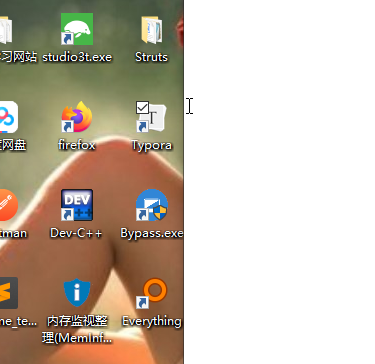 习网站
studio3t.exe
Struts
网盘
firefox
Typora
T
tman
DEV
Dev-C++
Bypass.exe
me_te...
内存监视整
理(MemInf...
Everything